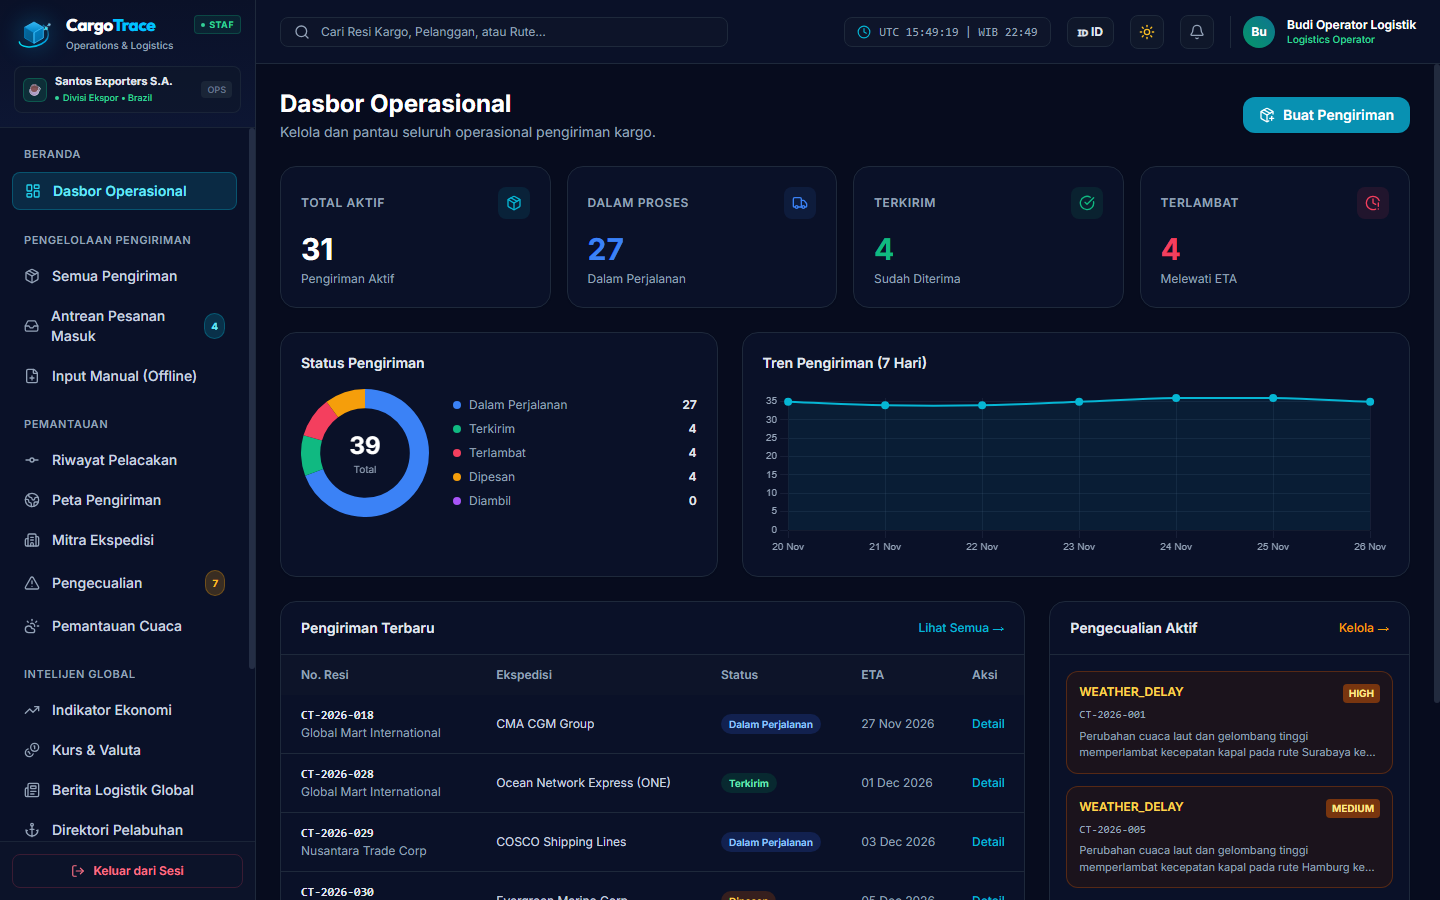 CargoTrace
Operations & Logistics
• STAF
Santos Exporters S.A.
• Divisi Ekspor • Brazil
OPS
BERANDA
Dasbor Operasional
PENGELOLAAN PENGIRIMAN
Semua Pengiriman
Antrean Pesanan
Masuk
4
Input Manual (Offline)
PEMANTAUAN
Riwayat Pelacakan
Peta Pengiriman
Mitra Ekspedisi
Pengecualian
7
Pemantauan Cuaca
INTELIJEN GLOBAL
Indikator Ekonomi
Kurs & Valuta
Berita Logistik Global
Direktori Pelabuhan
Keluar dari Sesi
Cari Resi Kargo, Pelanggan, atau Rute...
UTC 15:49:19 | WIB 22:49
ID ID
Bu
Budi Operator Logistik
Logistics Operator
Dasbor Operasional
Kelola dan pantau seluruh operasional pengiriman kargo.
Buat Pengiriman
TOTAL AKTIF
31
Pengiriman Aktif
DALAM PROSES
27
Dalam Perjalanan
TERKIRIM
4
Sudah Diterima
TERLAMBAT
4
Melewati ETA
Status Pengiriman
39
Total
Dalam Perjalanan 27
Terkirim 4
Terlambat 4
Dipesan 4
Diambil 0
Tren Pengiriman (7 Hari)
35
30
25
20
15
10
5
0
20 Nov 21 Nov 22 Nov 23 Nov 24 Nov 25 Nov 26 Nov
Pengiriman Terbaru
Lihat Semua →
No. Resi Ekspedisi Status ETA Aksi
CT-2026-018
Global Mart International
CMA CGM Group Dalam Perjalanan 27 Nov 2026 Detail
CT-2026-028
Global Mart International
Ocean Network Express (ONE) Terkirim 01 Dec 2026 Detail
CT-2026-029
Nusantara Trade Corp
COSCO Shipping Lines Dalam Perjalanan 03 Dec 2026 Detail
CT-2026-030
Evergreen Marine Corp Dipesan 05 Dec 2026 Detail
Pengecualian Aktif
Kelola →
WEATHER_DELAY
HIGH
CT-2026-001
Perubahan cuaca laut dan gelombang tinggi
memperlambat kecepatan kapal pada rute Surabaya ke...
WEATHER_DELAY
MEDIUM
CT-2026-005
Perubahan cuaca laut dan gelombang tinggi
memperlambat kecepatan kapal pada rute Hamburg ke...